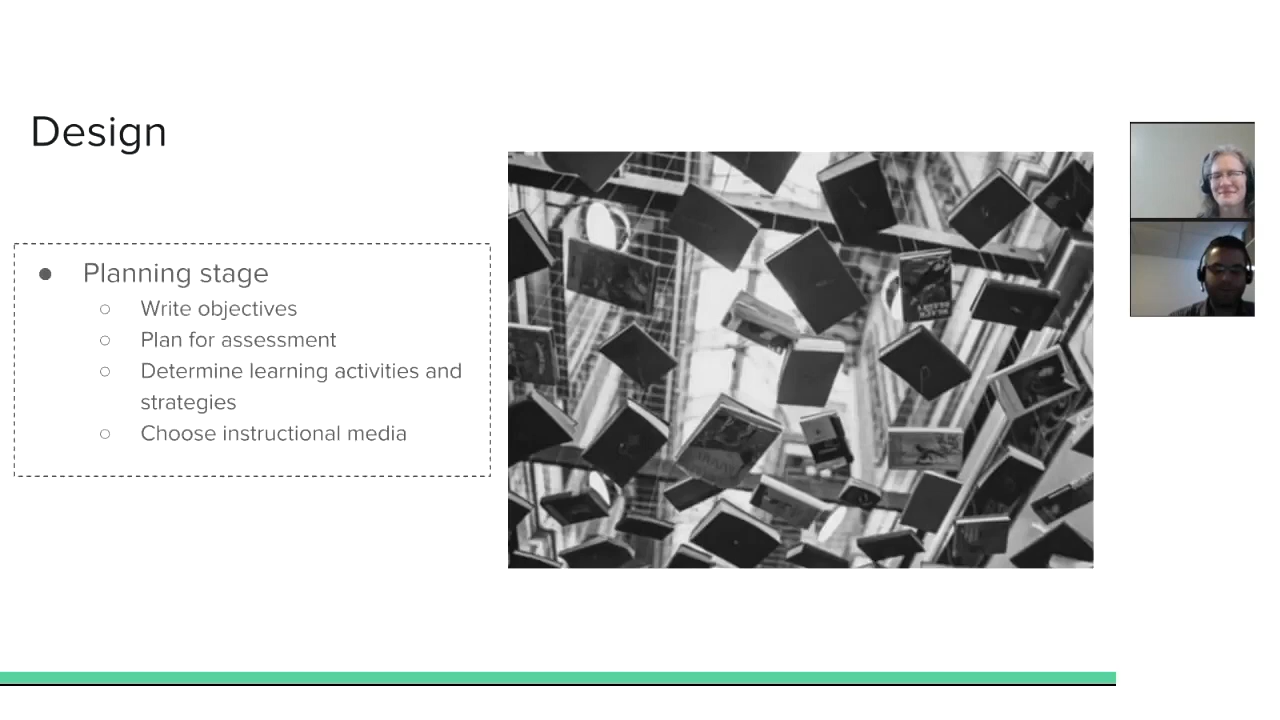 Design
● Planning stage
○ Write objectives
○ Plan for assessment
○ Determine learning activities and
strategies
○ Choose instructional media